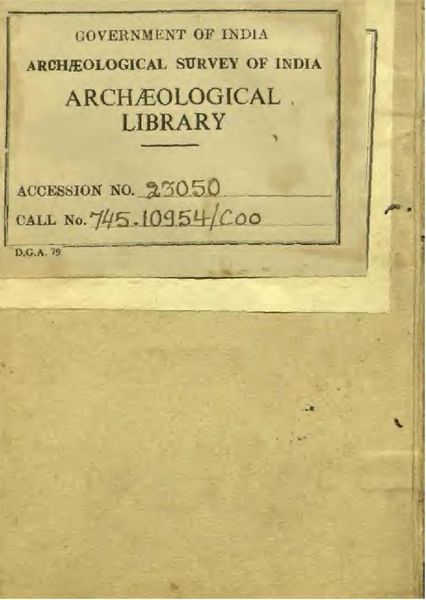 GOVERNMENT OF INDIA
ARCHÆOLOGICAL SURVEY OF INDIA
ARCHÆOLOGICAL
LIBRARY
ACCESSION NO. 23050
CALL No. 745.10954/Coo
D.G.A. 79